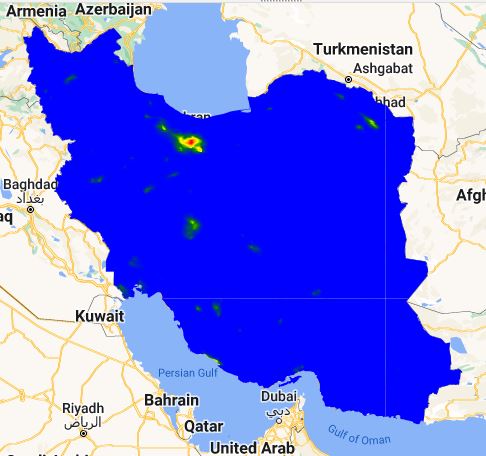 Armenia
Azerbaijan
Turkmenistan
Ashgabat
hran
hhad
Baghdad
بغداد
aq
Afgh
Kuwait
Persian Gulf
Bahrain
Riyadh
الرياض
Qatar
Dubai
دبي
United Arab
Gulf of Oman